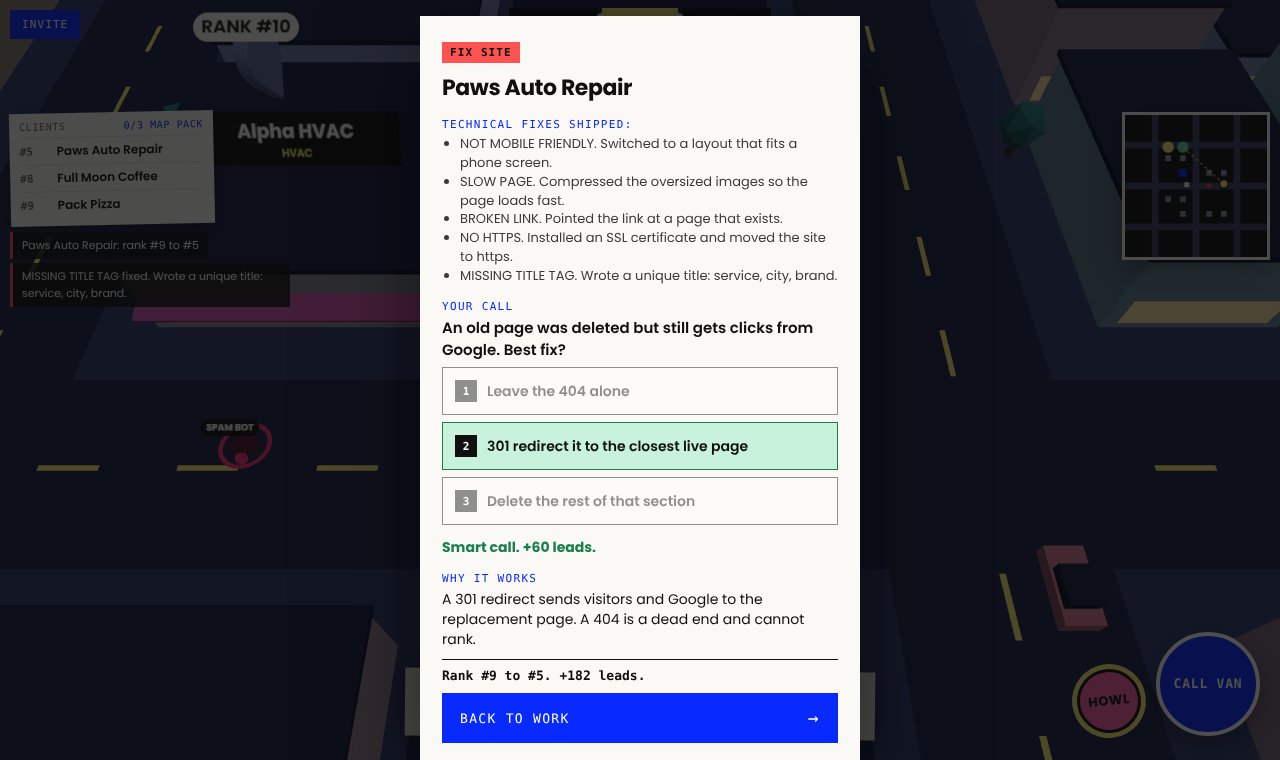 INVITE
RANK #10
CLIENTS 0/3 MAP PACK
#5 Paws Auto Repair
#8 Full Moon Coffee
#9 Pack Pizza
Alpha HVAC
HVAC
Paws Auto Repair: rank #9 to #5
MISSING TITLE TAG fixed. Wrote a unique title:
service, city, brand.
SPAM BOT
FIX SITE
Paws Auto Repair
TECHNICAL FIXES SHIPPED:
NOT MOBILE FRIENDLY. Switched to a layout that fits a
phone screen.
SLOW PAGE. Compressed the oversized images so the
page loads fast.
BROKEN LINK. Pointed the link at a page that exists.
NO HTTPS. Installed an SSL certificate and moved the site
to https.
MISSING TITLE TAG. Wrote a unique title: service, city, brand.
YOUR CALL
An old page was deleted but still gets clicks from
Google. Best fix?
1 Leave the 404 alone
2 301 redirect it to the closest live page
3 Delete the rest of that section
Smart call. +60 leads.
WHY IT WORKS
A 301 redirect sends visitors and Google to the
replacement page. A 404 is a dead end and cannot
rank.
Rank #9 to #5. +182 leads.
BACK TO WORK →
HOWL
CALL VAN